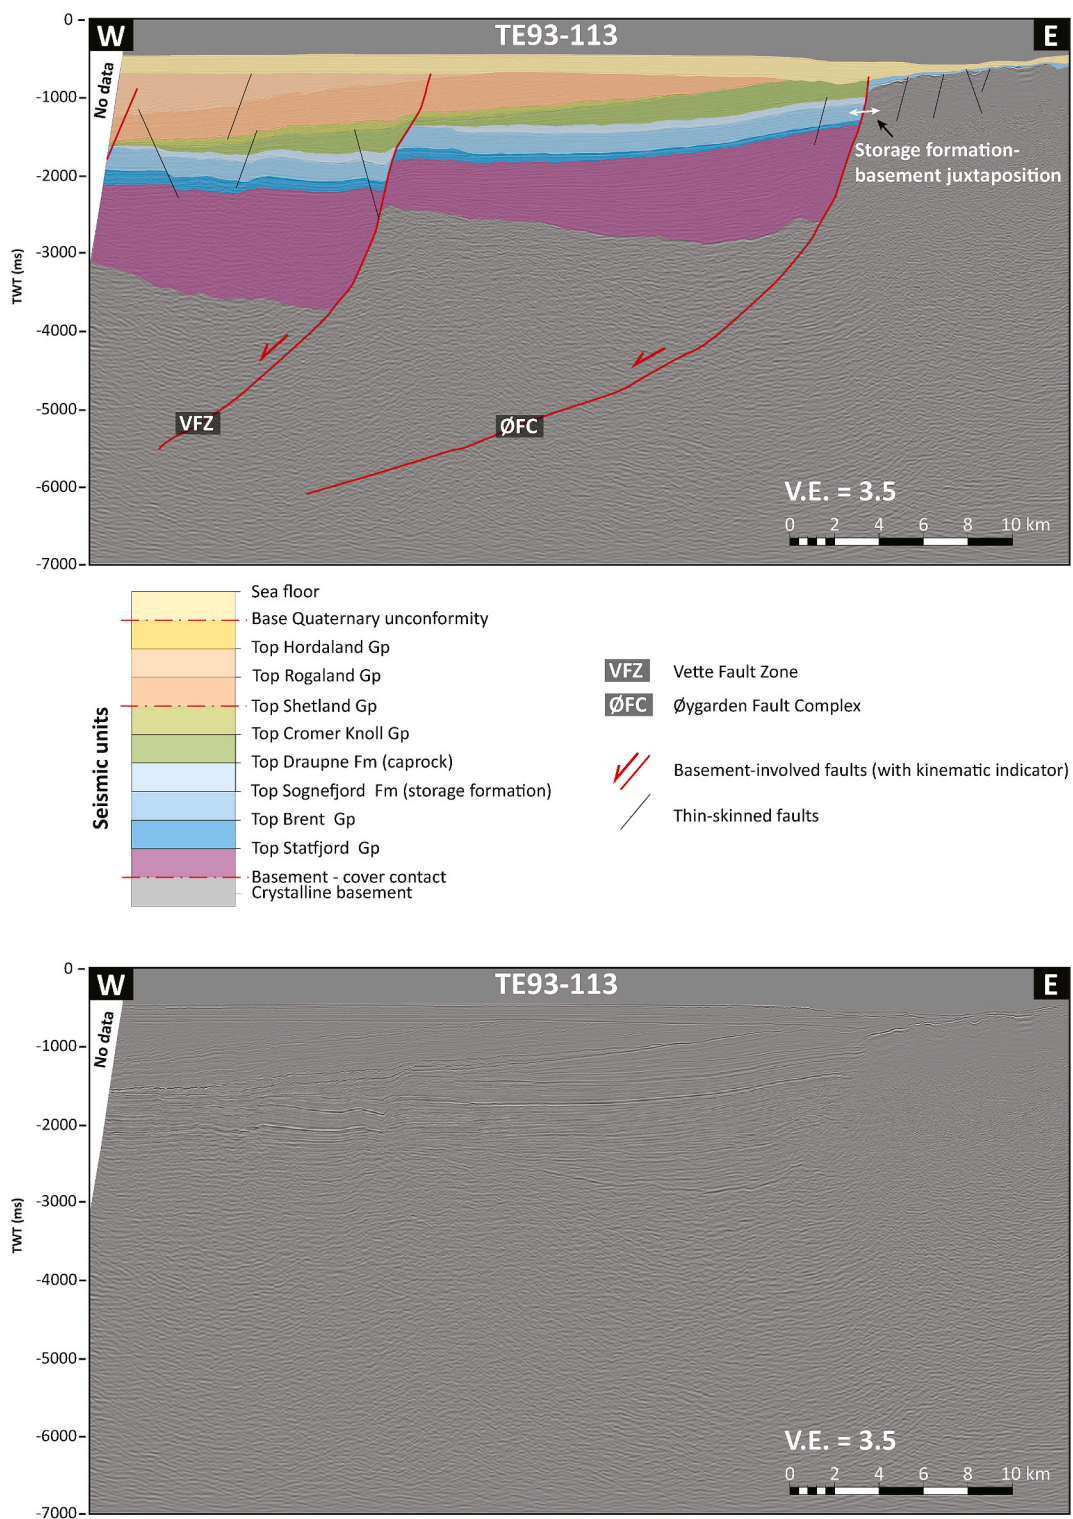 W
TE93-113
E
No data
0
-1000
-2000
-3000
-4000
-5000
-6000
-7000
TWT (ms)
Storage formation-
basement juxtaposition
VFZ
ØFC
V.E. = 3.5
0 2 4 6 8 10 km
Seismic units
Sea floor
Base Quaternary unconformity
Top Hordaland Gp
Top Rogaland Gp
Top Shetland Gp
Top Cromer Knoll Gp
Top Draupne Fm (caprock)
Top Sognefjord Fm (storage formation)
Top Brent Gp
Top Statfjord Gp
Basement - cover contact
Crystalline basement
VFZ Vette Fault Zone
ØFC Øygarden Fault Complex
Basement-involved faults (with kinematic indicator)
Thin-skinned faults
W
TE93-113
E
No data
0
-1000
-2000
-3000
-4000
-5000
-6000
-7000
TWT (ms)
V.E. = 3.5
0 2 4 6 8 10 km